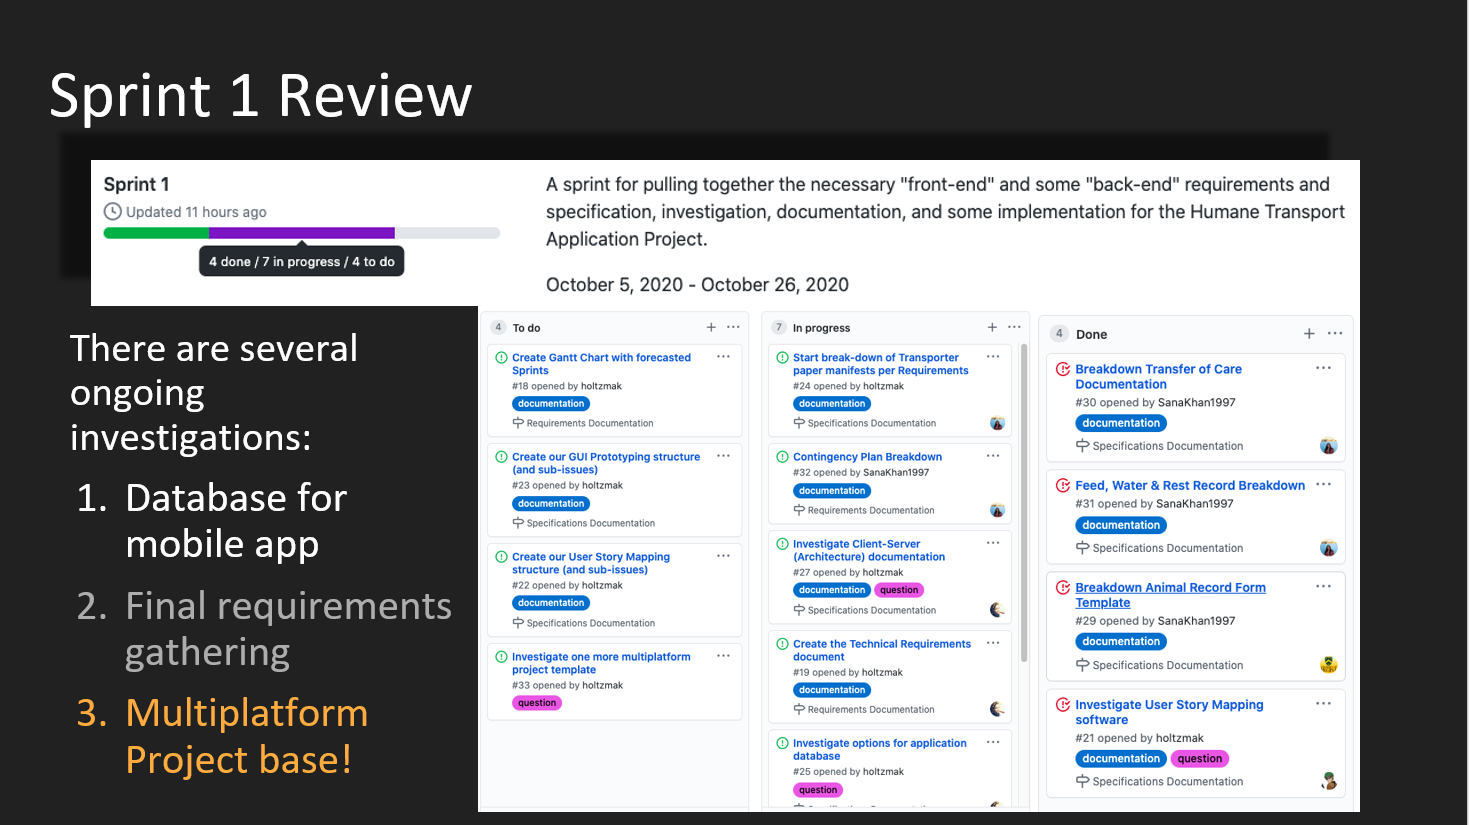 Sprint 1 Review
Sprint 1
Updated 11 hours ago
4 done / 7 in progress / 4 to do
A sprint for pulling together the necessary "front-end" and some "back-end" requirements and
specification, investigation, documentation, and some implementation for the Humane Transport
Application Project.
October 5, 2020 - October 26, 2020
There are several
ongoing
investigations:
1. Database for
mobile app
2. Final requirements
gathering
3. Multiplatform
Project base!
4 To do
Create Gantt Chart with forecasted
Sprints
#18 opened by holtzmak
documentation
Requirements Documentation
Create our GUI Prototyping structure
(and sub-issues)
#23 opened by holtzmak
documentation
Specifications Documentation
Create our User Story Mapping
structure (and sub-issues)
#22 opened by holtzmak
documentation
Specifications Documentation
Investigate one more multiplatform
project template
#33 opened by holtzmak
question
7 In progress
Start break-down of Transporter
paper manifests per Requirements
#24 opened by holtzmak
documentation
Specifications Documentation
Contingency Plan Breakdown
#32 opened by SanaKhan1997
documentation
Requirements Documentation
Investigate Client-Server
(Architecture) documentation
#27 opened by holtzmak
documentation question
Specifications Documentation
Create the Technical Requirements
document
#19 opened by holtzmak
documentation
Requirements Documentation
Investigate options for application
database
#25 opened by holtzmak
question
4 Done
Breakdown Transfer of Care
Documentation
#30 opened by SanaKhan1997
documentation
Specifications Documentation
Feed, Water & Rest Record Breakdown
#31 opened by SanaKhan1997
documentation
Specifications Documentation
Breakdown Animal Record Form
Template
#29 opened by SanaKhan1997
documentation
Specifications Documentation
Investigate User Story Mapping
software
#21 opened by holtzmak
documentation question
Specifications Documentation